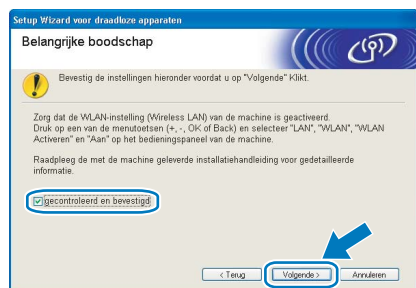 Setup Wizard voor draadloze apparaten
Belangrijke boodschap
Bevestig de instellingen hieronder voordat u op "Volgende" Klikt.
Zorg dat de WLAN-instelling (Wireless LAN) van de machine is geactiveerd.
Druk op een van de menutoetsen (+, -, OK of Back) en selecteer "LAN", "WLAN", "WLAN
Activeren" en "Aan" op het bedieningspaneel van de machine.
Raadpleeg de met de machine geleverde installatiehandleiding voor gedetailleerde
informatie.
gecontroleerd en bevestigd
< Terug
Volgende >
Annuleren